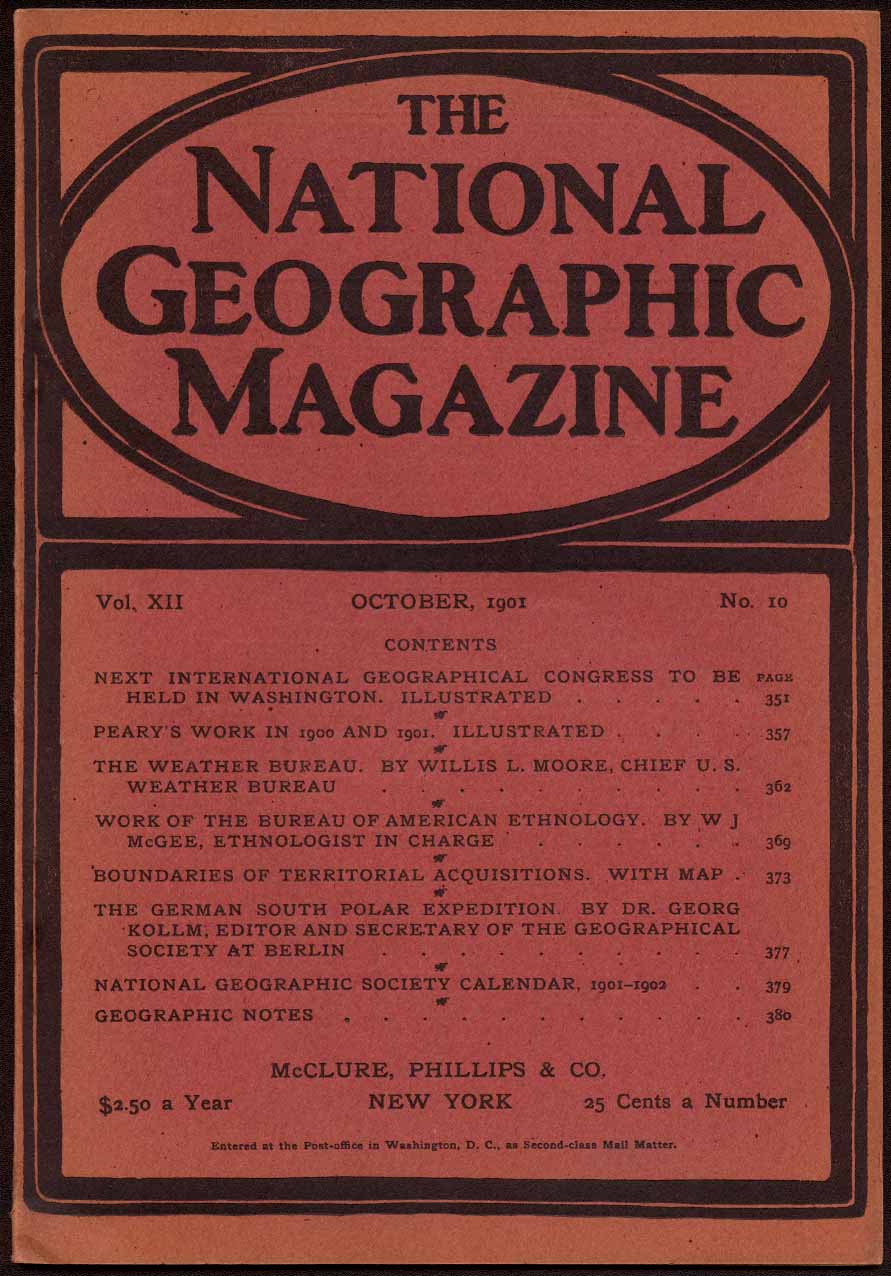 THE
NATIONAL
GEOGRAPHIC
MAGAZINE
Vol. XII OCTOBER, 1901 No. 10
CONTENTS
NEXT INTERNATIONAL GEOGRAPHICAL CONGRESS TO BE PAGE
HELD IN WASHINGTON. ILLUSTRATED . . . . . 351
PEARY'S WORK IN 1900 AND 1901. ILLUSTRATED . . . . 357
THE WEATHER BUREAU. BY WILLIS L. MOORE, CHIEF U. S.
WEATHER BUREAU . . . . . . . . . . 362
WORK OF THE BUREAU OF AMERICAN ETHNOLOGY. BY W J
McGEE, ETHNOLOGIST IN CHARGE . . . . . . 369
BOUNDARIES OF TERRITORIAL ACQUISITIONS. WITH MAP . 373
THE GERMAN SOUTH POLAR EXPEDITION. BY DR. GEORG
KOLLM, EDITOR AND SECRETARY OF THE GEOGRAPHICAL
SOCIETY AT BERLIN . . . . . . . . . . 377
NATIONAL GEOGRAPHIC SOCIETY CALENDAR, 1901-1902 . . 379
GEOGRAPHIC NOTES . . . . . . . . . . . 380
McCLURE, PHILLIPS & CO.
$2.50 a Year NEW YORK 25 Cents a Number
Entered at the Post-office in Washington, D. C., as Second-class Mail Matter.